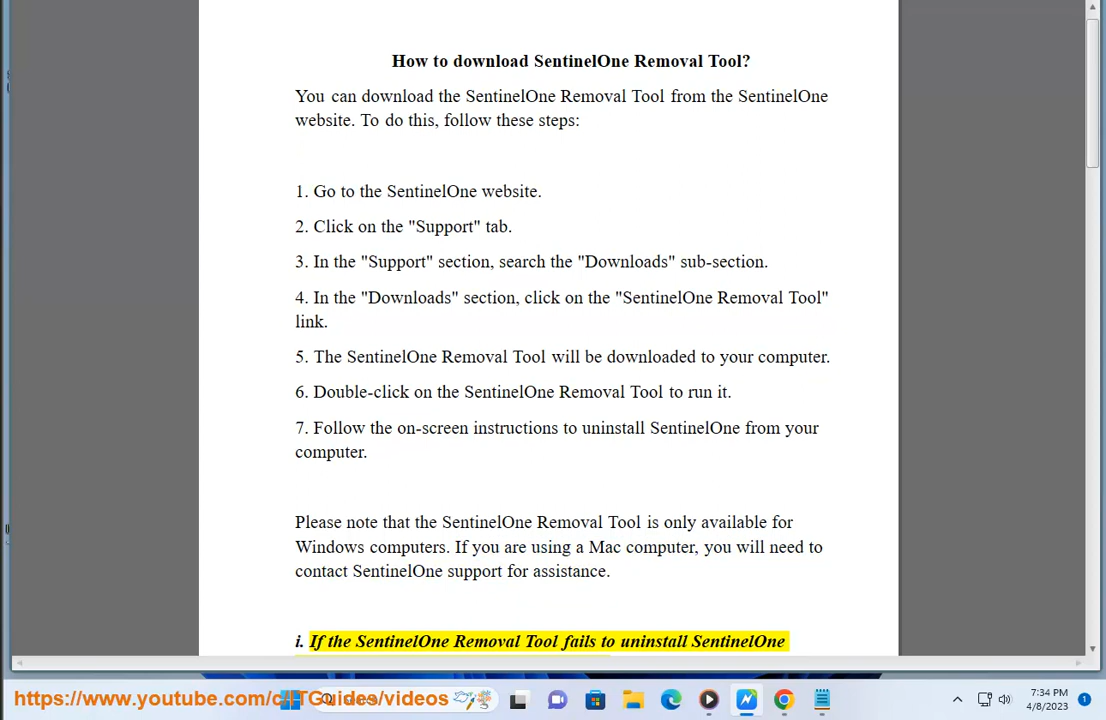 How to download SentinelOne Removal Tool?
You can download the SentinelOne Removal Tool from the SentinelOne
website. To do this, follow these steps:
1. Go to the SentinelOne website.
2. Click on the "Support" tab.
3. In the "Support" section, search the "Downloads" sub-section.
4. In the "Downloads" section, click on the "SentinelOne Removal Tool"
link.
5. The SentinelOne Removal Tool will be downloaded to your computer.
6. Double-click on the SentinelOne Removal Tool to run it.
7. Follow the on-screen instructions to uninstall SentinelOne from your
computer.
Please note that the SentinelOne Removal Tool is only available for
Windows computers. If you are using a Mac computer, you will need to
contact SentinelOne support for assistance.
i. If the SentinelOne Removal Tool fails to uninstall SentinelOne
https://www.youtube.com/c/ITGuides/videos
7:34 PM
4/8/2023
1